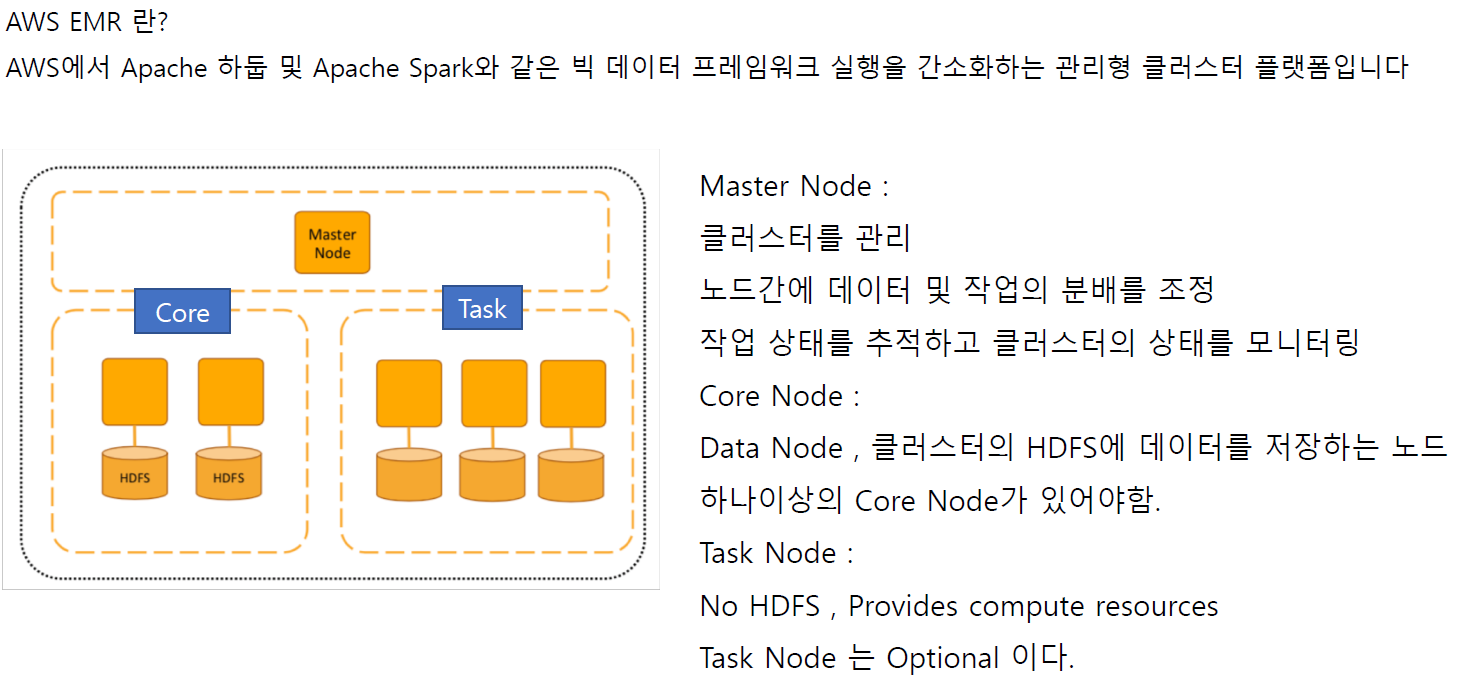 AWS EMR 란?
AWS에서 Apache 하둡 및 Apache Spark와 같은 빅 데이터 프레임워크 실행을 간소화하는 관리형 클러스터 플랫폼입니다
Master
Node
Core
Task
HDFS
HDFS
Master Node :
클러스터를 관리
노드간에 데이터 및 작업의 분배를 조정
작업 상태를 추적하고 클러스터의 상태를 모니터링
Core Node :
Data Node , 클러스터의 HDFS에 데이터를 저장하는 노드
하나이상의 Core Node가 있어야함.
Task Node :
No HDFS , Provides compute resources
Task Node 는 Optional 이다.